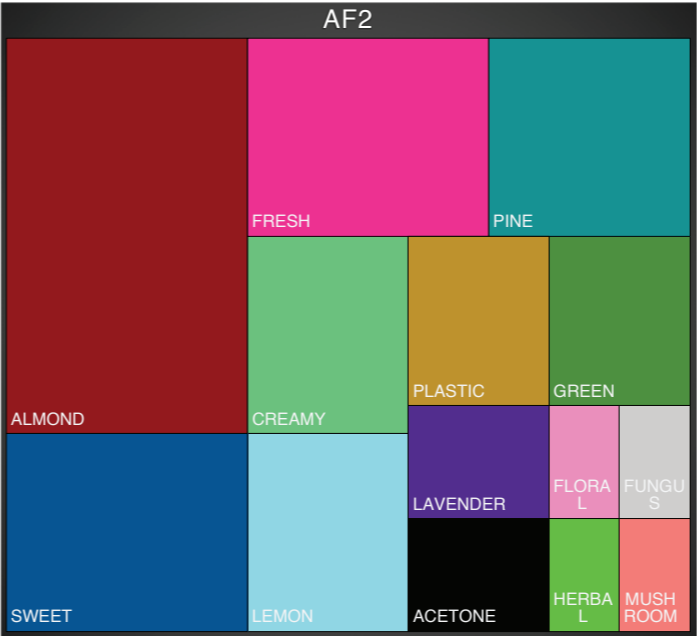 AF2
FRESH
PINE
ALMOND
CREAMY
PLASTIC
GREEN
LAVENDER
FLORA
L
FUNGU
S
SWEET
LEMON
ACETONE
HERBA
L
MUSH
ROOM